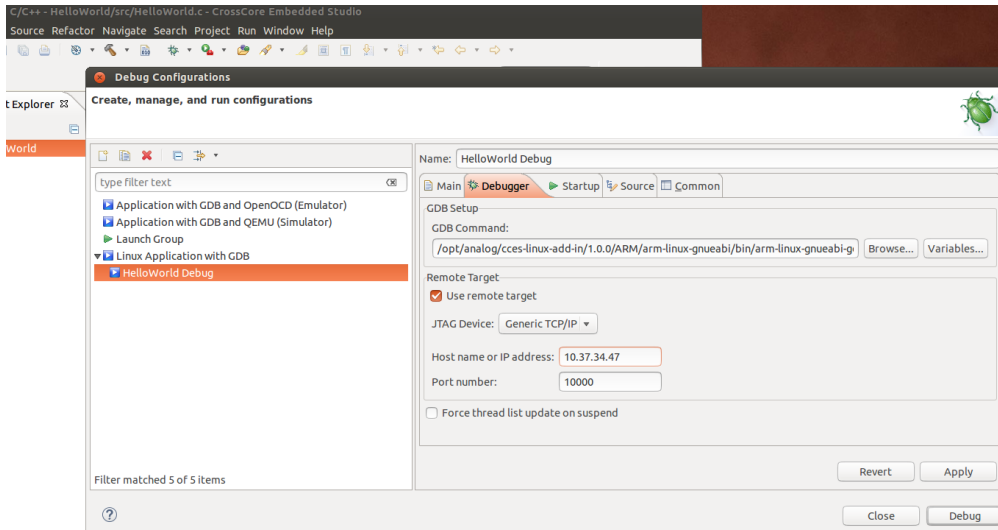 C/C++ - HelloWorld/src/HelloWorld.c - CrossCore Embedded Studio
Source Refactor Navigate Search Project Run Window Help
Debug Configurations
t Explorer
Create, manage, and run configurations
World
Name: HelloWorld Debug
type filter text
Main Debugger Startup Source Common
Application with GDB and OpenOCD (Emulator)
Application with GDB and QEMU (Simulator)
Launch Group
Linux Application with GDB
HelloWorld Debug
GDB Setup
GDB Command:
/opt/analog/cces-linux-add-in/1.0.0/ARM/arm-linux-gnueabi/bin/arm-linux-gnueabi-g Browse... Variables...
Remote Target
Use remote target
JTAG Device: Generic TCP/IP
Host name or IP address: 10.37.34.47
Port number: 10000
Force thread list update on suspend
Filter matched 5 of 5 items
Revert Apply
Close Debug